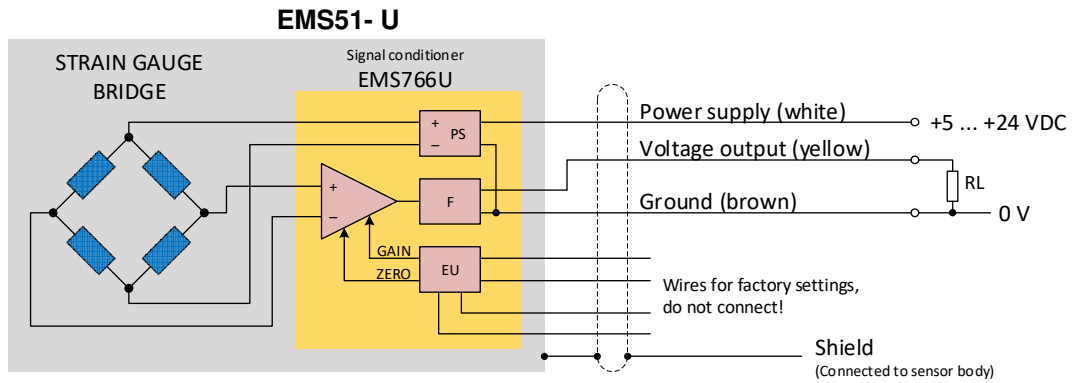 EMS51- U
STRAIN GAUGE
BRIDGE
Signal conditioner
EMS766U
+
−
PS
Power supply (white)
+5 ... +24 VDC
Voltage output (yellow)
+
−
F
RL
Ground (brown)
0 V
GAIN
ZERO
EU
Wires for factory settings,
do not connect!
Shield
(Connected to sensor body)